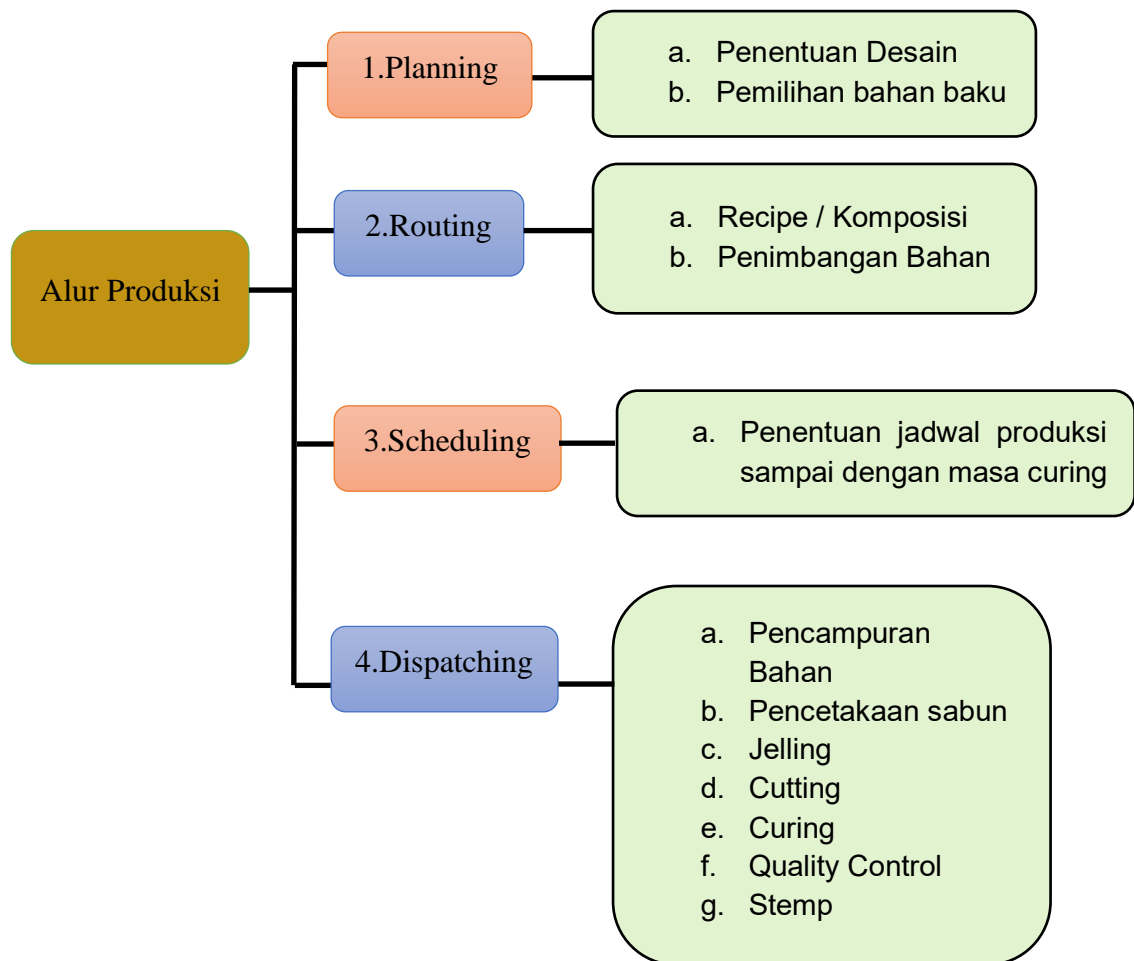 Alur Produksi
1.Planning
a. Penentuan Desain
b. Pemilihan bahan baku
2.Routing
a. Recipe / Komposisi
b. Penimbangan Bahan
3.Scheduling
a. Penentuan jadwal produksi
sampai dengan masa curing
4.Dispatching
a. Pencampuran
Bahan
b. Pencetakaan sabun
c. Jelling
d. Cutting
e. Curing
f. Quality Control
g. Stemp